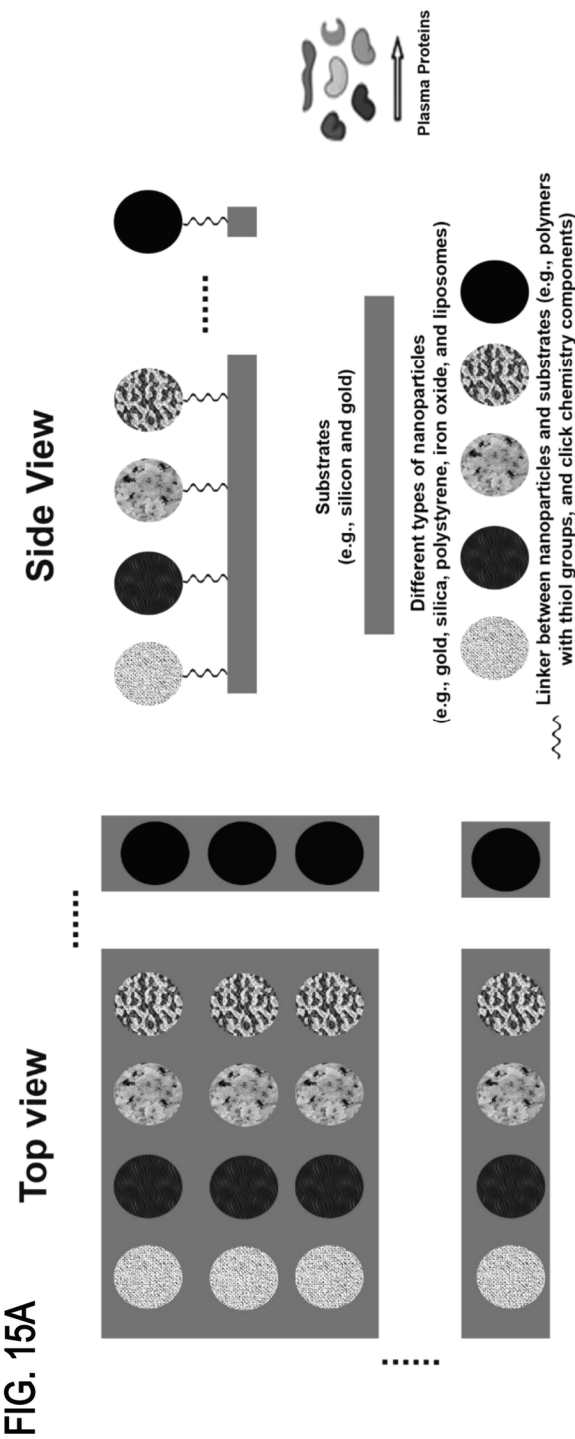 FIG. 15A
Top view
Side View
Substrates
(e.g., silicon and gold)
Different types of nanoparticles
(e.g., gold, silica, polystyrene, iron oxide, and liposomes)
Linker between nanoparticles and substrates (e.g., polymers
with thiol groups, and click chemistry components)
Plasma Proteins